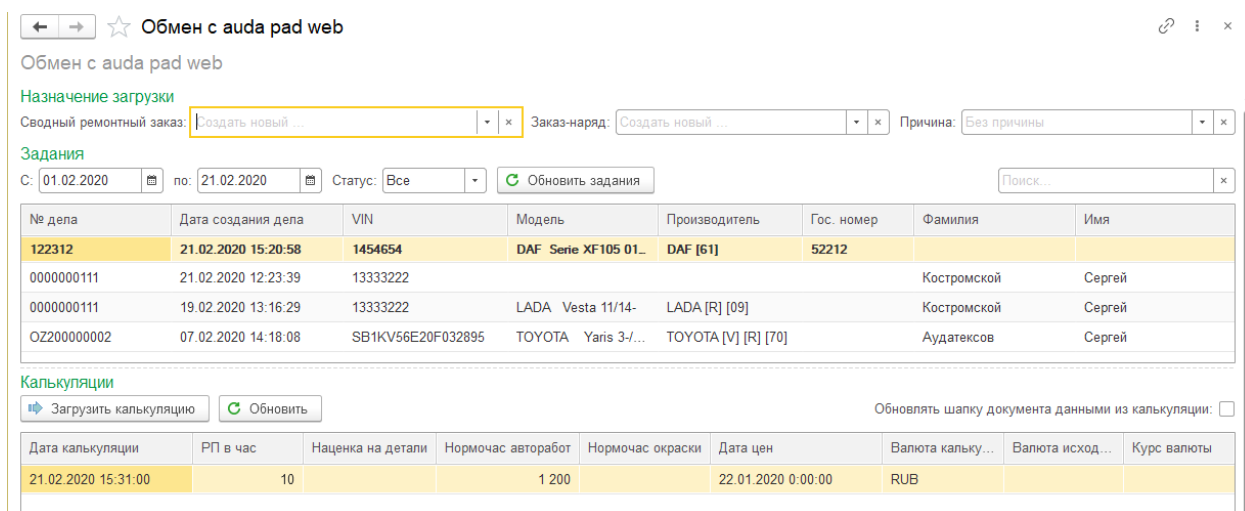 Обмен с auda pad web
Обмен с auda pad web
Назначение загрузки
Сводный ремонтный заказ: Создать новый ... Заказ-наряд: Создать новый ... Причина: Без причины
Задания
С: 01.02.2020 по: 21.02.2020 Статус: Все Обновить задания Поиск...
№ дела Дата создания дела VIN Модель Производитель Гос. номер Фамилия Имя
122312 21.02.2020 15:20:58 1454654 DAF Serie XF105 01... DAF [61] 52212
0000000111 21.02.2020 12:23:39 13333222 Костромской Сергей
0000000111 19.02.2020 13:16:29 13333222 LADA Vesta 11/14- LADA [R] [09] Костромской Сергей
OZ200000002 07.02.2020 14:18:08 SB1KV56E20F032895 TOYOTA Yaris 3-/... TOYOTA [V] [R] [70] Аудатексов Сергей
Калькуляции
Загрузить калькуляцию Обновить Обновлять шапку документа данными из калькуляции:
Дата калькуляции РП в час Наценка на детали Нормочас авторабот Нормочас окраски Дата цен Валюта кальку... Валюта исход... Курс валюты
21.02.2020 15:31:00 10 1 200 22.01.2020 0:00:00 RUB